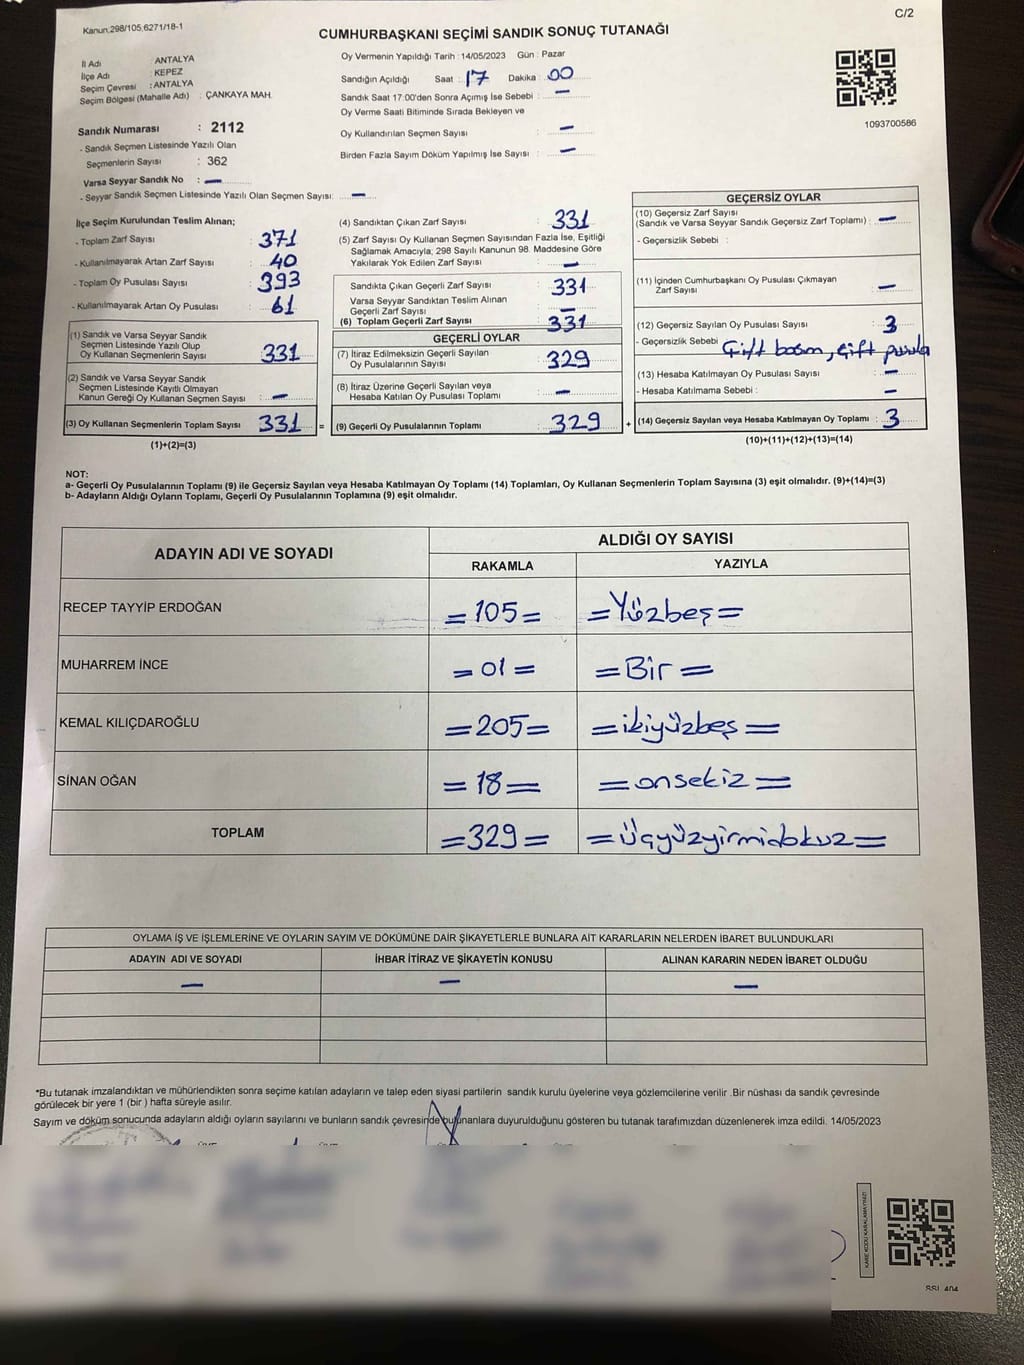 Kanun:298/105;6271/18-1
C/2
CUMHURBAŞKANI SEÇİMİ SANDIK SONUÇ TUTANAĞI
İl Adı : ANTALYA
İlçe Adı : KEPEZ
Seçim Çevresi : ANTALYA
Seçim Bölgesi (Mahalle Adı) : ÇANKAYA MAH.
Sandık Numarası : 2112
- Sandık Seçmen Listesinde Yazılı Olan
Seçmenlerin Sayısı : 362
Varsa Seyyar Sandık No : —
- Seyyar Sandık Seçmen Listesinde Yazılı Olan Seçmen Sayısı: —
Oy Vermenin Yapıldığı Tarih : 14/05/2023 Gün : Pazar
Sandığın Açıldığı Saat : 17 Dakika : 00
Sandık Saat 17:00'den Sonra Açımış İse Sebebi : —
Oy Verme Saati Bitiminde Sırada Bekleyen ve
Oy Kullandırılan Seçmen Sayısı : —
Birden Fazla Sayım Döküm Yapılmış İse Sayısı : —
1093700586
İlçe Seçim Kurulundan Teslim Alınan;
- Toplam Zarf Sayısı : 371
- Kullanılmayarak Artan Zarf Sayısı : 40
- Toplam Oy Pusulası Sayısı : 393
- Kullanılmayarak Artan Oy Pusulası : 61
(1) Sandık ve Varsa Seyyar Sandık
Seçmen Listesinde Yazılı Olup
Oy Kullanan Seçmenlerin Sayısı : 331
(2) Sandık ve Varsa Seyyar Sandık
Seçmen Listesinde Kayıtlı Olmayan
Kanun Gereği Oy Kullanan Seçmen Sayısı : —
(3) Oy Kullanan Seçmenlerin Toplam Sayısı : 331 =
(1)+(2)=(3)
(4) Sandıktan Çıkan Zarf Sayısı : 331
(5) Zarf Sayısı Oy Kullanan Seçmen Sayısından Fazla İse, Eşitliği
Sağlamak Amacıyla; 298 Sayılı Kanunun 98. Maddesine Göre
Yakılarak Yok Edilen Zarf Sayısı : —
Sandıkta Çıkan Geçerli Zarf Sayısı : 331
Varsa Seyyar Sandıktan Teslim Alınan
Geçerli Zarf Sayısı : —
(6) Toplam Geçerli Zarf Sayısı : 331
GEÇERLİ OYLAR
(7) İtiraz Edilmeksizin Geçerli Sayılan
Oy Pusulalarının Sayısı : 329
(8) İtiraz Üzerine Geçerli Sayılan veya
Hesaba Katılan Oy Pusulası Toplamı : —
(9) Geçerli Oy Pusulalarının Toplamı : 329 +
GEÇERSİZ OYLAR
(10) Geçersiz Zarf Sayısı
(Sandık ve Varsa Seyyar Sandık Geçersiz Zarf Toplamı) : —
- Geçersizlik Sebebi :
(11) İçinden Cumhurbaşkanı Oy Pusulası Çıkmayan
Zarf Sayısı : —
(12) Geçersiz Sayılan Oy Pusulası Sayısı : 3
- Geçersizlik Sebebi : Çift basım, Çift pusula
(13) Hesaba Katılmayan Oy Pusulası Sayısı : —
- Hesaba Katılmama Sebebi : —
(14) Geçersiz Sayılan veya Hesaba Katılmayan Oy Toplamı : 3
(10)+(11)+(12)+(13)=(14)
NOT:
a- Geçerli Oy Pusulalarının Toplamı (9) ile Geçersiz Sayılan veya Hesaba Katılmayan Oy Toplamı (14) Toplamları, Oy Kullanan Seçmenlerin Toplam Sayısına (3) eşit olmalıdır. (9)+(14)=(3)
b- Adayların Aldığı Oyların Toplamı, Geçerli Oy Pusulalarının Toplamına (9) eşit olmalıdır.
ADAYIN ADI VE SOYADI ALDIĞI OY SAYISI
RAKAMLA YAZIYLA
RECEP TAYYİP ERDOĞAN =105= =Yüzbeş=
MUHARREM İNCE =01= =Bir=
KEMAL KILIÇDAROĞLU =205= =ikiyüzbeş=
SİNAN OĞAN =18= =onsekiz=
TOPLAM =329= =Üçyüzyirmidokuz=
OYLAMA İŞ VE İŞLEMLERİNE VE OYLARIN SAYIM VE DÖKÜMÜNE DAİR ŞİKAYETLERLE BUNLARA AİT KARARLARIN NELERDEN İBARET BULUNDUKLARI
ADAYIN ADI VE SOYADI İHBAR İTİRAZ VE ŞİKAYETİN KONUSU ALINAN KARARIN NEDEN İBARET OLDUĞU
— — —
*Bu tutanak imzalandıktan ve mühürlendikten sonra seçime katılan adayların ve talep eden siyasi partilerin sandık kurulu üyelerine veya gözlemcilerine verilir .Bir nüshası da sandık çevresinde
görülecek bir yere 1 (bir ) hafta süreyle asılır.
Sayım ve döküm sonucunda adayların aldığı oyların sayılarını ve bunların sandık çevresinde bulunanlara duyurulduğunu gösteren bu tutanak tarafımızdan düzenlenerek imza edildi. 14/05/2023
KARE KODU KARALAMAYINIZ!